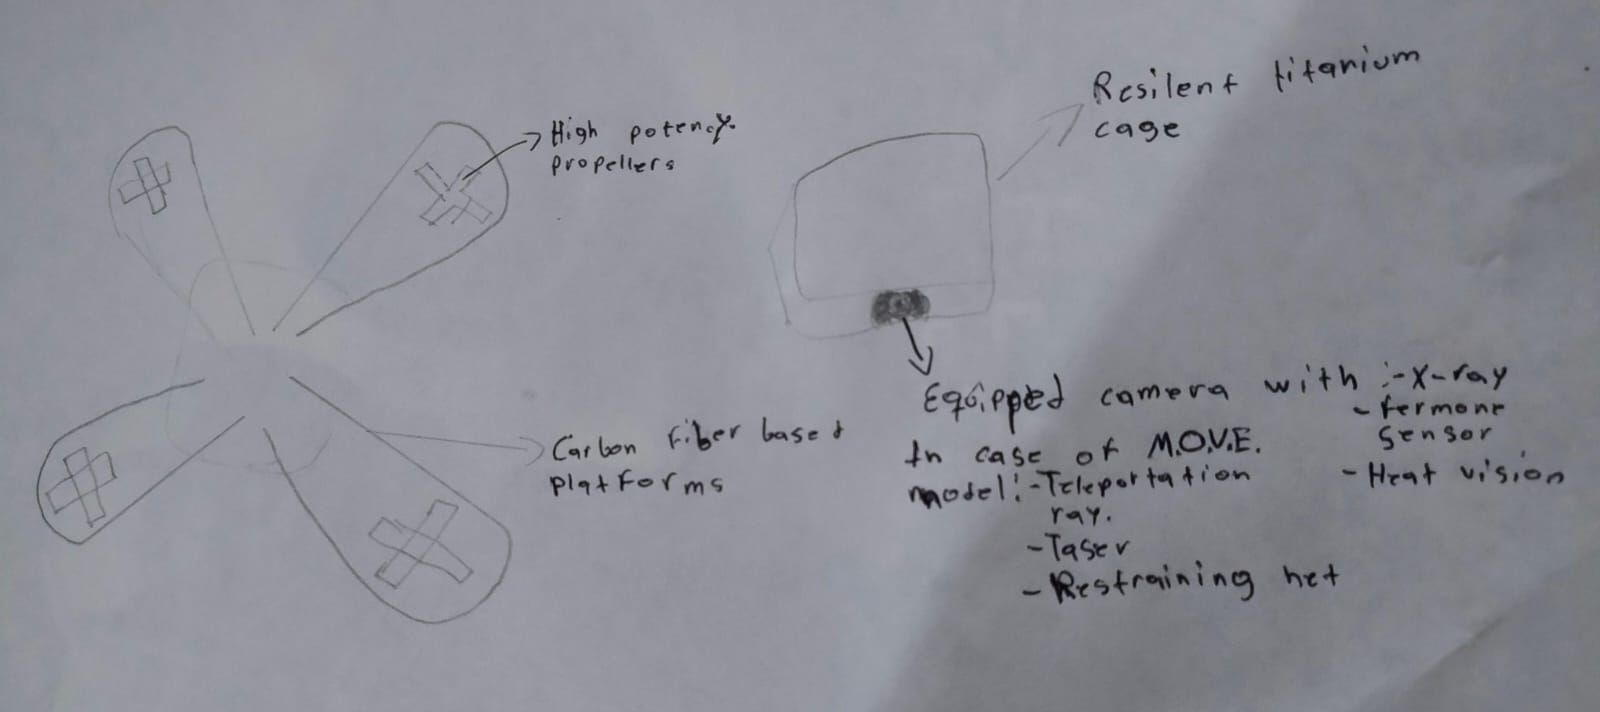 High potency
propellers
Resilent titanium
cage
Carbon fiber based
platforms
Equipped camera with :-X-ray
- fermone
sensor
- Heat vision
In case of M.O.V.E.
model:-Teleportation
ray.
-Taser
- Restraining net